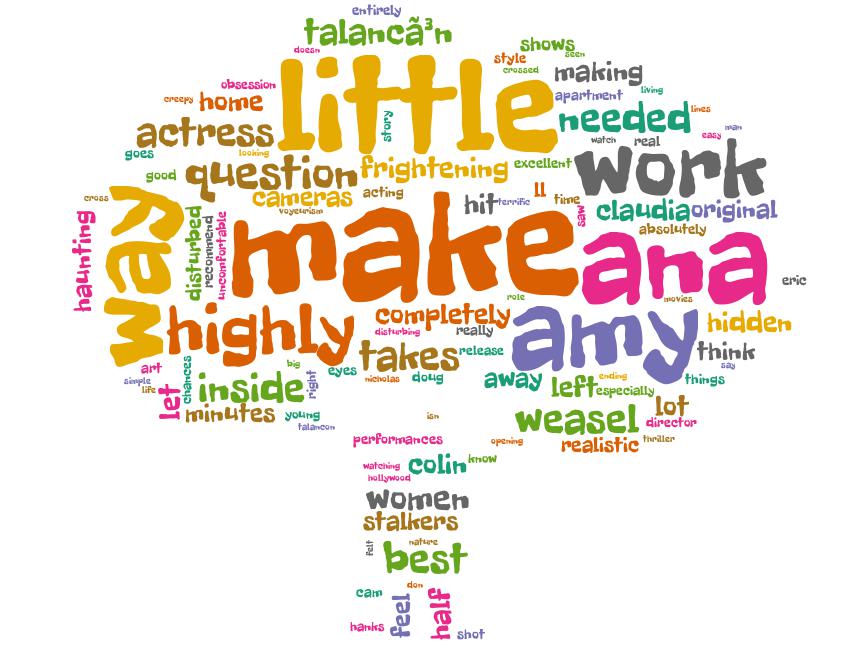 entirely
talancã³n
doesn
shows
seen
style
crossed
making
little
obsession
creepy
home
apartment
living
actress
story
needed
lines
man
easy
goes
looking
watch
real
question
frightening
excellent
work
good
cameras
acting
voyeurism
hit
terrific
ll
time
saw
claudia
original
absolutely
cross
way
haunting
disturbed
recommend
uncomfortable
make
ana
eric
role
movies
highly
completely
disturbing
really
amy
hidden
takes
release
think
say
art
simple
life
let
chances
big
inside
right
eyes
nicholas
doug
away
left
ending
especially
things
minutes
young
talancon
isn
weasel
lot
director
performances
opening
realistic
thriller
watching
colin
know
hollywood
women
stalkers
felt
nature
best
cam
don
feel
half
hanks
shot